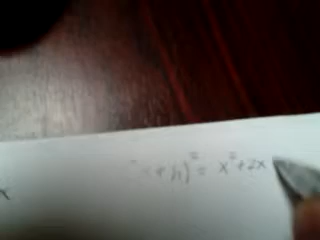 (x+h)² = x²+2x
x